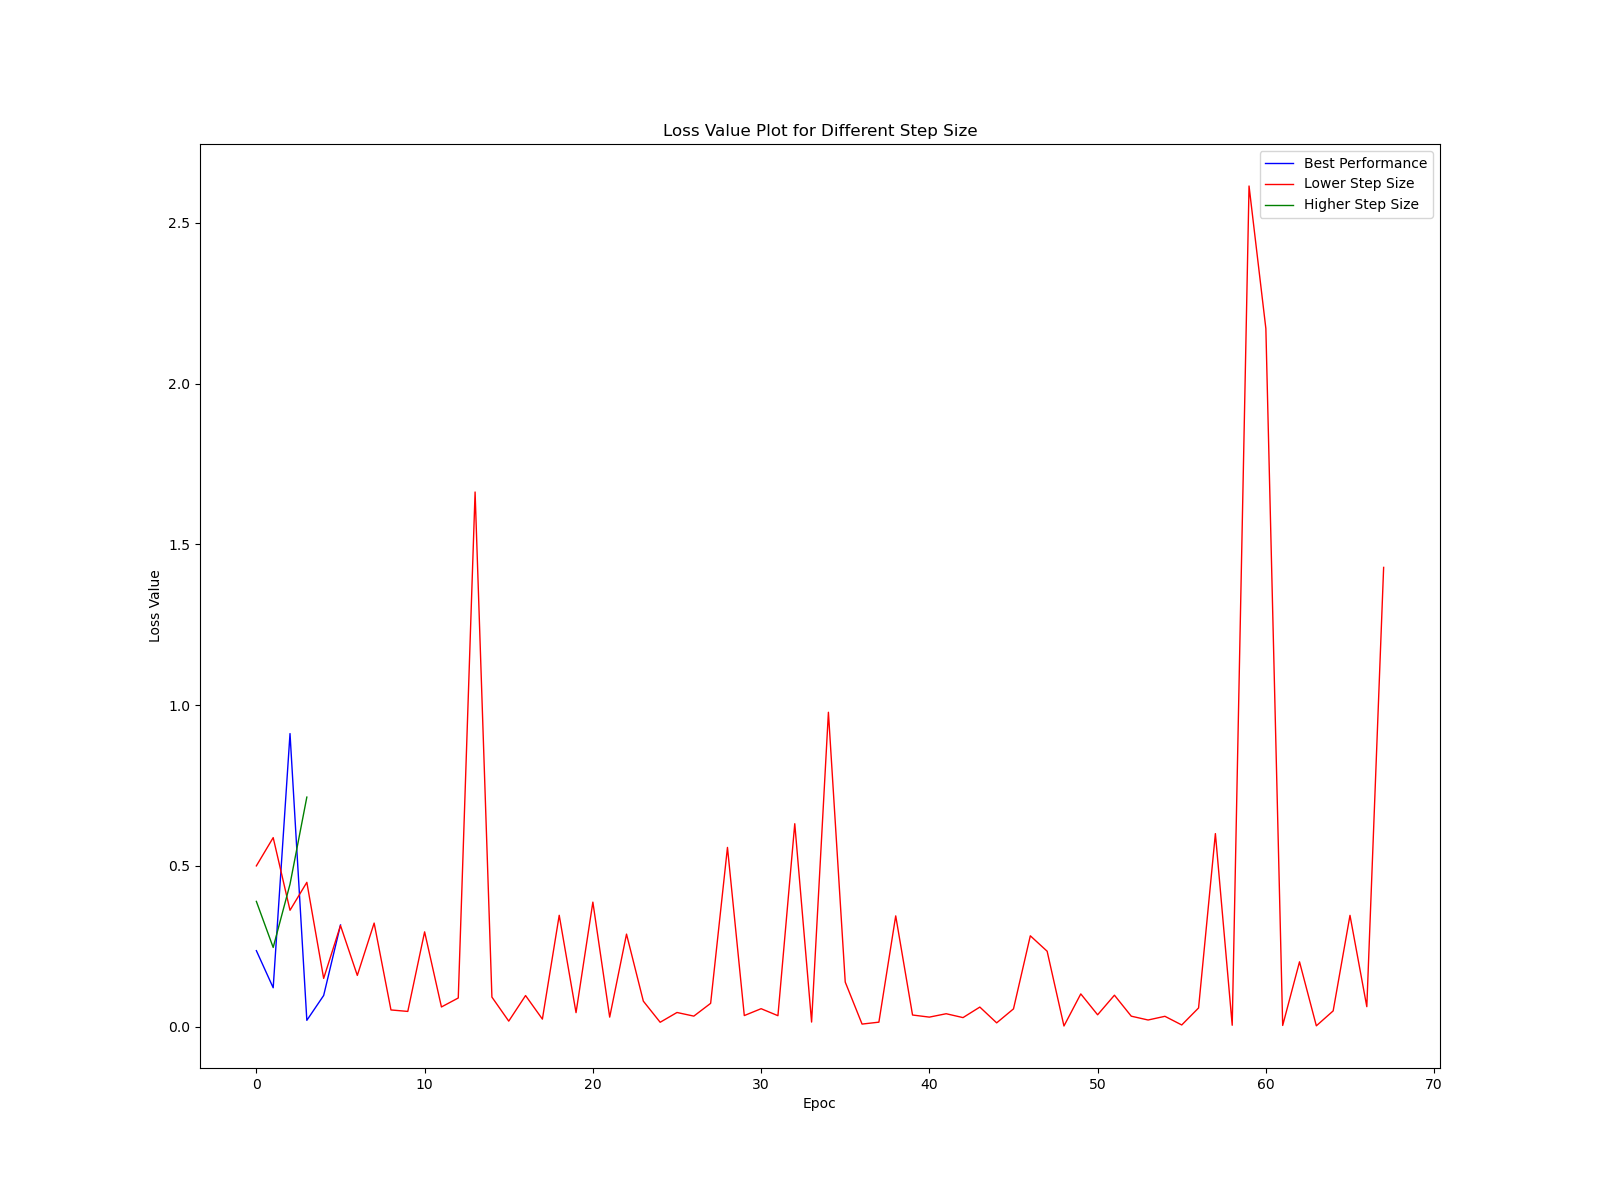 Loss Value Plot for Different Step Size
Best Performance
Lower Step Size
Higher Step Size
2.5
2.0
1.5
1.0
0.5
0.0
Loss Value
0 10 20 30 40 50 60 70
Epoc